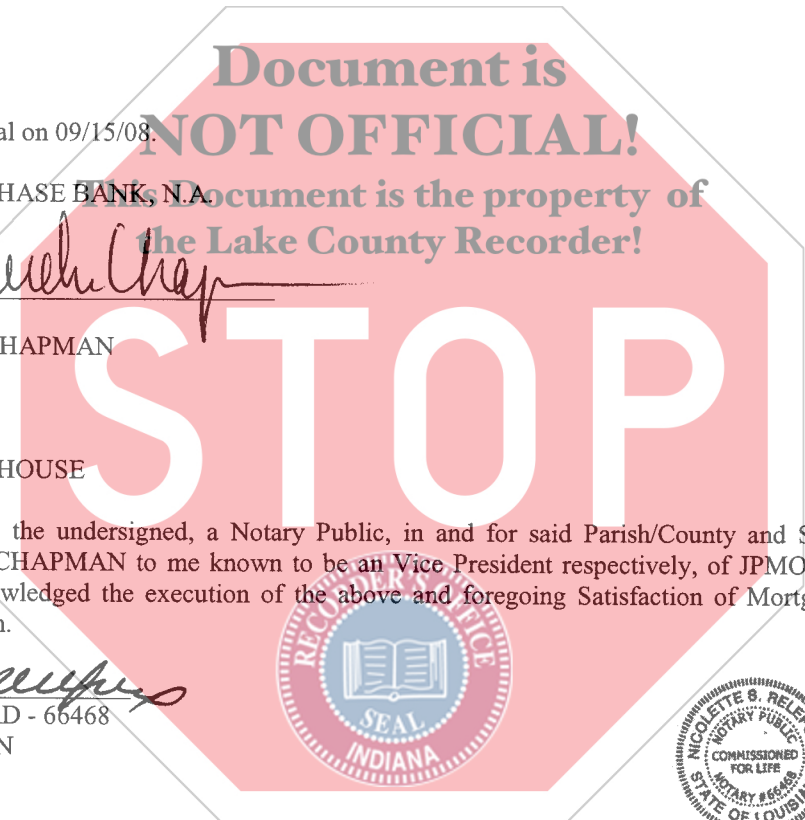 Document is
al on 09/15/08.
NOT OFFICIAL!
HASE BANK, N.A.
This Document is the property of
the Lake County Recorder!
HAPMAN
STOP
HOUSE
the undersigned, a Notary Public, in and for said Parish/County and S
CHAPMAN to me known to be an Vice President respectively, of JPMO
wledged the execution of the above and foregoing Satisfaction of Mortg
n.
RECORDER'S OFFICE
SEAL
INDIANA
D - 66468
N
NICOLETTE S.
NOTARY PUBLIC
COMMISSIONED
FOR LIFE
NOTARY #66468
STATE OF